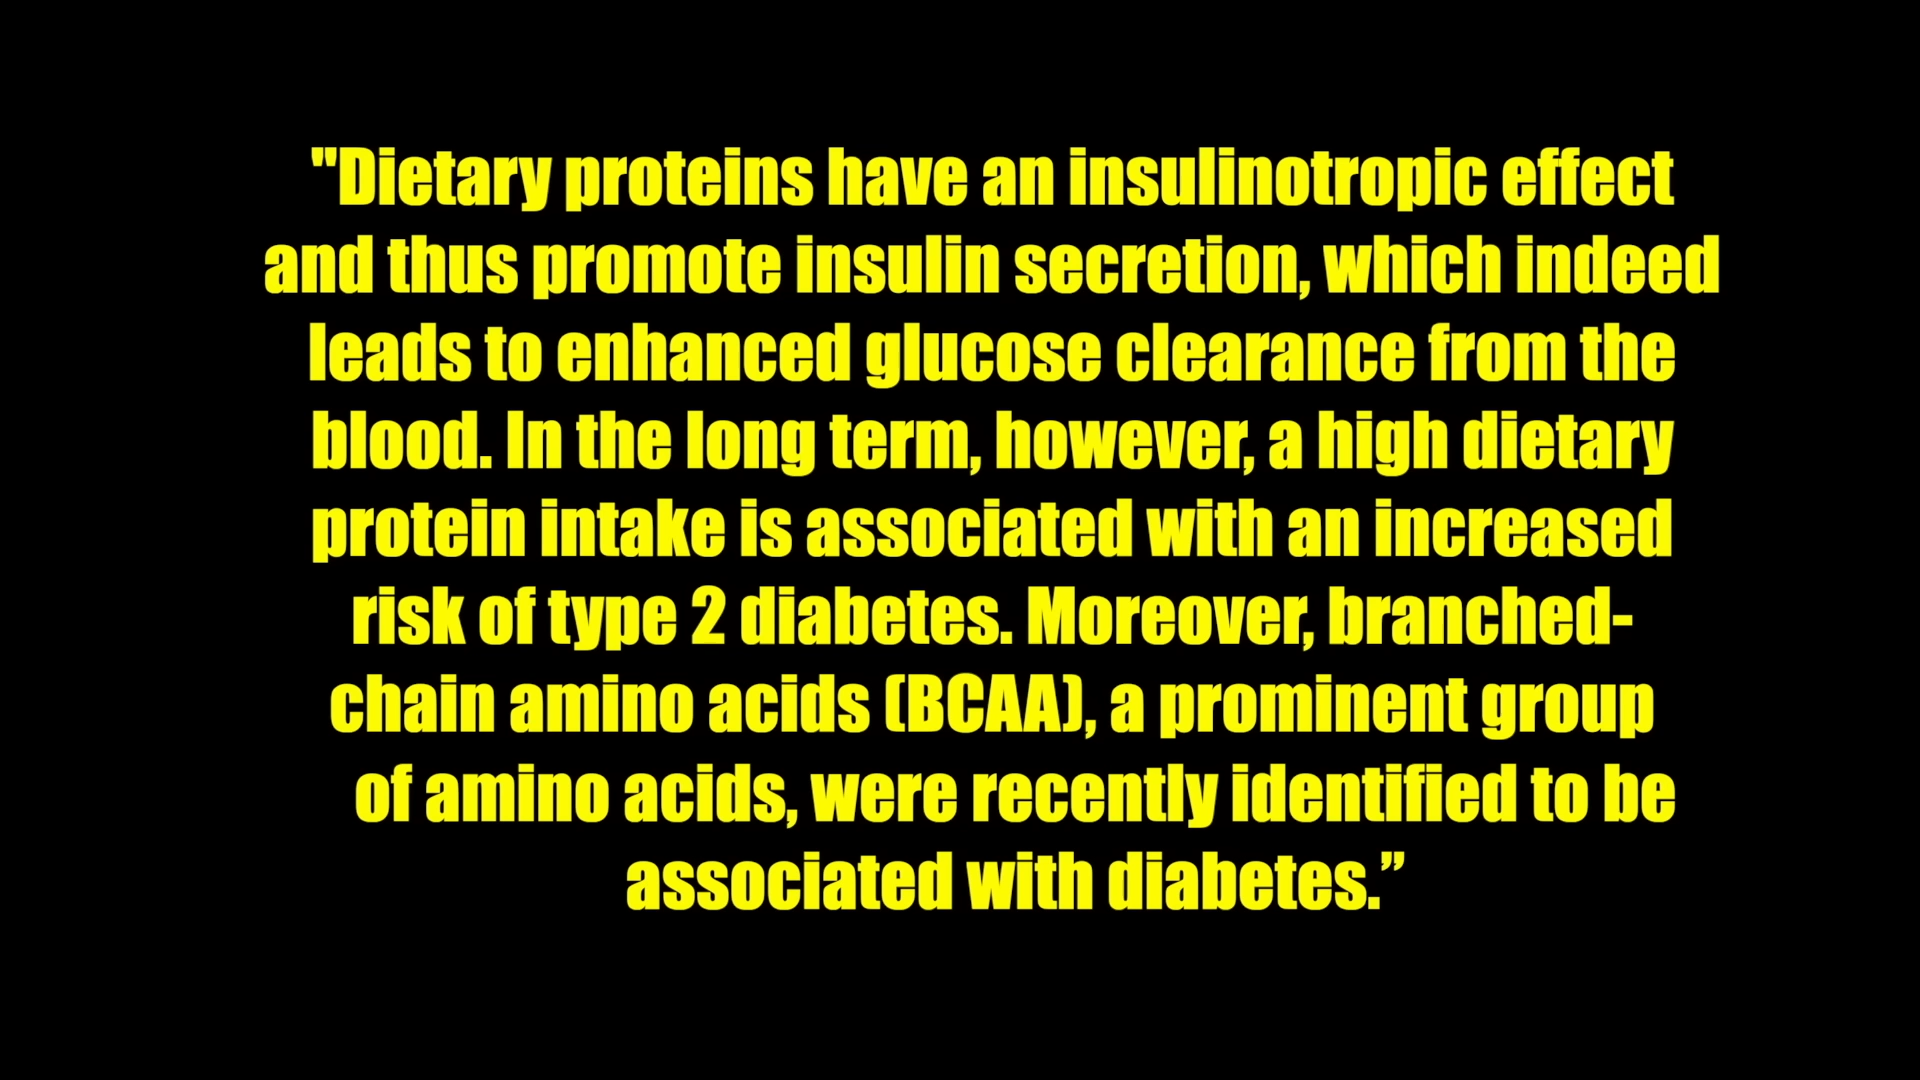 "Dietary proteins have an insulinotropic effect
and thus promote insulin secretion, which indeed
leads to enhanced glucose clearance from the
blood. In the long term, however, a high dietary
protein intake is associated with an increased
risk of type 2 diabetes. Moreover, branched-
chain amino acids (BCAA), a prominent group
of amino acids, were recently identified to be
associated with diabetes.”